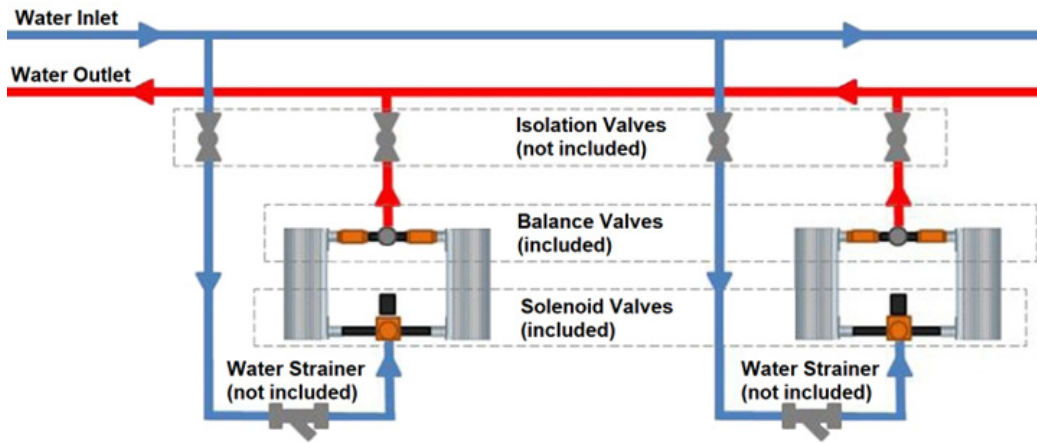 Water Inlet
Water Outlet
Isolation Valves
(not included)
Balance Valves
(included)
Solenoid Valves
(included)
Water Strainer
(not included)
Water Strainer
(not included)